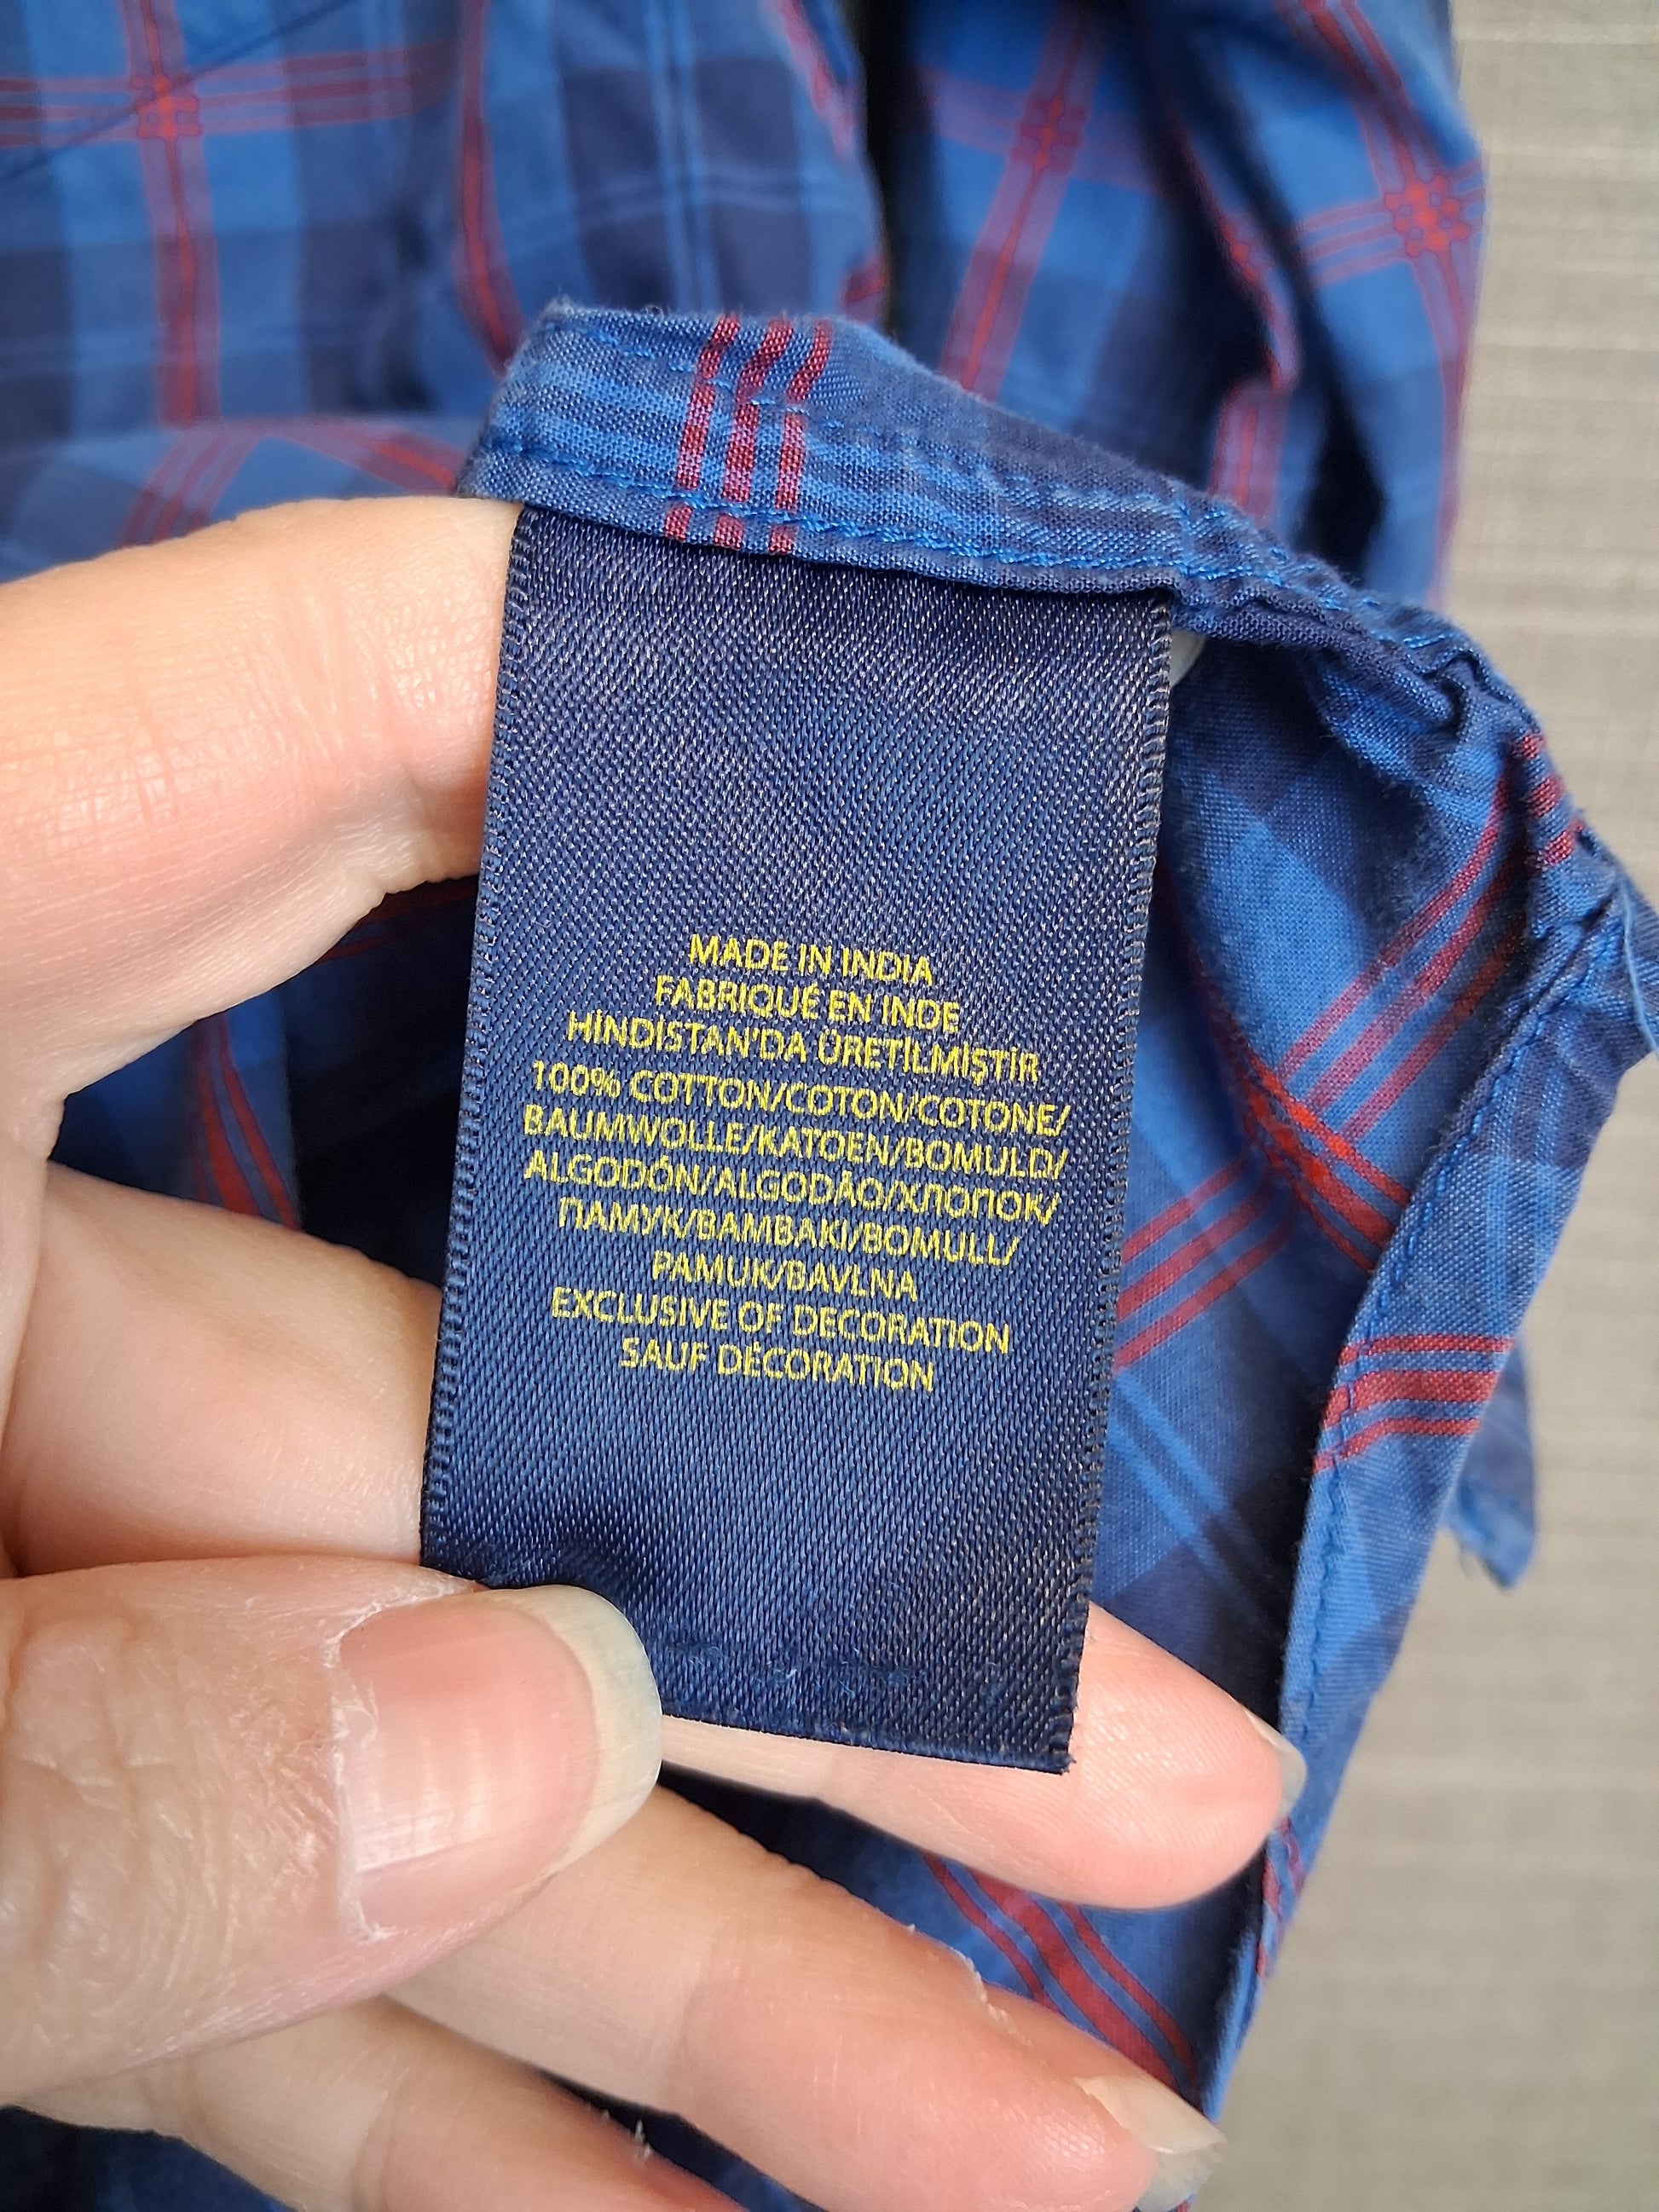 MADE IN INDIA
FABRIQUÉ EN INDE
HİNDİSTAN'DA ÜRETİLMİŞTİR
100% COTTON/COTON/COTONE/
BAUMWOLLE/KATOEN/BOMULD/
ALGODÓN/ALGODÃO/ХЛОПОК/
ПАМУК/ΒΑΜΒΑΚΙ/BOMULL/
PAMUK/BAVLNA
EXCLUSIVE OF DECORATION
SAUF DÉCORATION